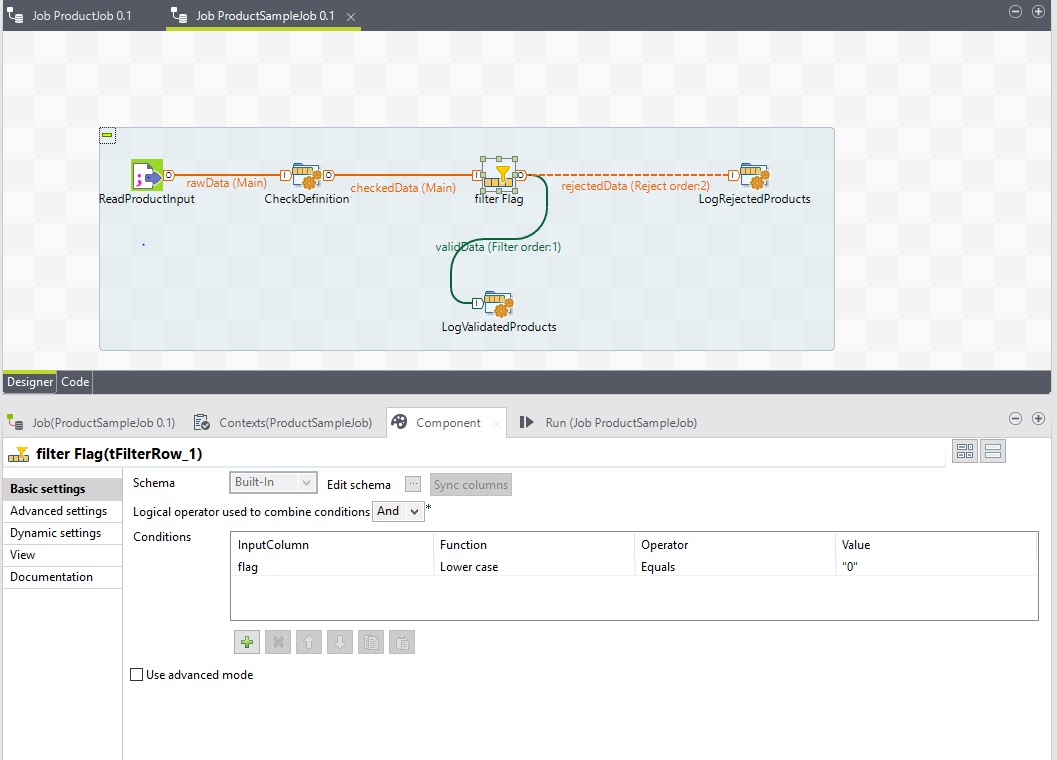 Job ProductJob 0.1
Job ProductSampleJob 0.1
rawData (Main)
checkedData (Main)
rejectedData (Reject order:2)
ReadProductInput
CheckDefinition
filter Flag
LogRejectedProducts
validData (Filter order:1)
LogValidatedProducts
Designer
Code
Job(ProductSampleJob 0.1)
Contexts(ProductSampleJob)
Component
Run (Job ProductSampleJob)
filter Flag(tFilterRow_1)
Basic settings
Advanced settings
Dynamic settings
View
Documentation
Schema
Built-In
Edit schema
...
Sync columns
Logical operator used to combine conditions
And
*
Conditions
InputColumn Function Operator Value
flag Lower case Equals "0"
Use advanced mode